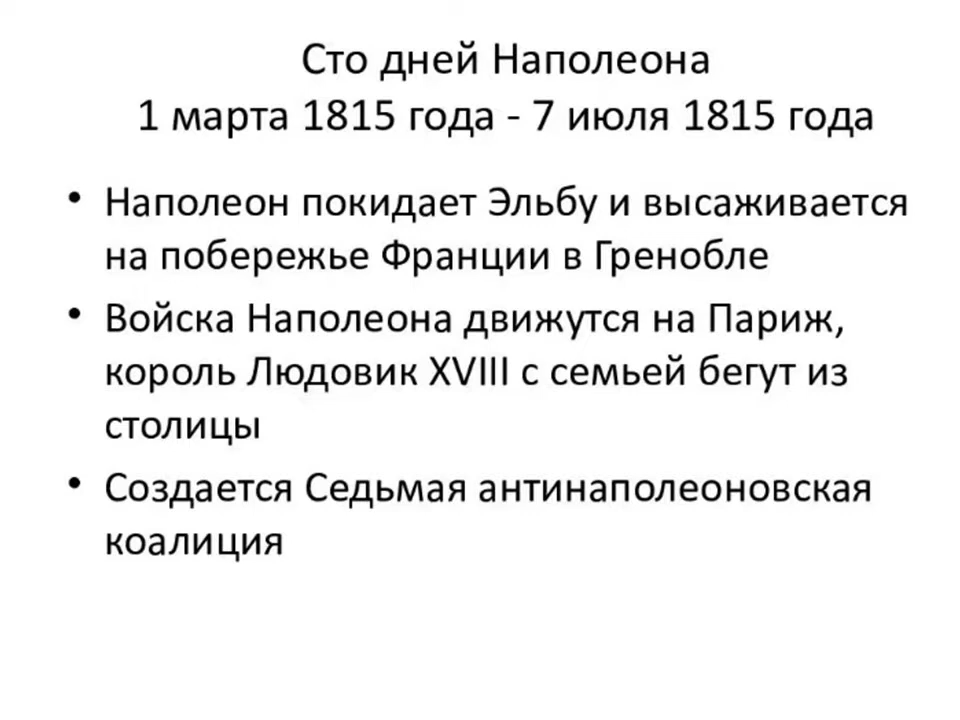 Сто дней Наполеона
1 марта 1815 года - 7 июля 1815 года
• Наполеон покидает Эльбу и высаживается
на побережье Франции в Гренобле
• Войска Наполеона движутся на Париж,
король Людовик XVIII с семьей бегут из
столицы
• Создается Седьмая антинаполеоновская
коалиция